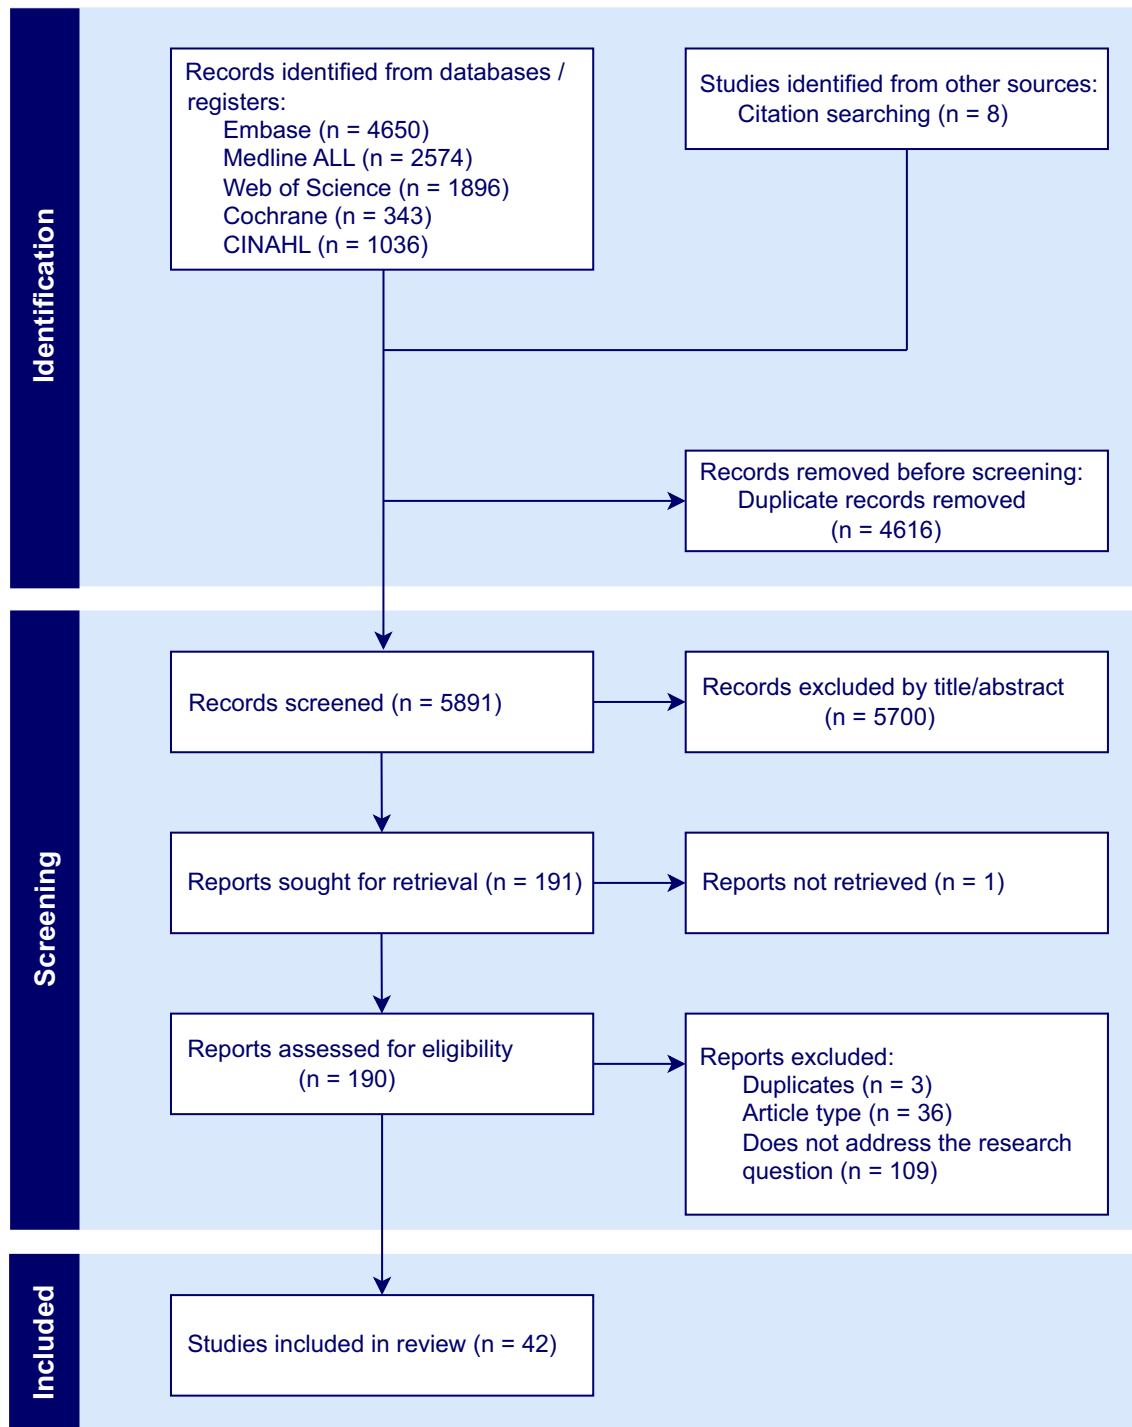 Identification
Records identified from databases /
registers:
Embase (n = 4650)
Medline ALL (n = 2574)
Web of Science (n = 1896)
Cochrane (n = 343)
CINAHL (n = 1036)
Studies identified from other sources:
Citation searching (n = 8)
Records removed before screening:
Duplicate records removed
(n = 4616)
Screening
Records screened (n = 5891)
Records excluded by title/abstract
(n = 5700)
Reports sought for retrieval (n = 191)
Reports not retrieved (n = 1)
Reports assessed for eligibility
(n = 190)
Reports excluded:
Duplicates (n = 3)
Article type (n = 36)
Does not address the research
question (n = 109)
Included
Studies included in review (n = 42)